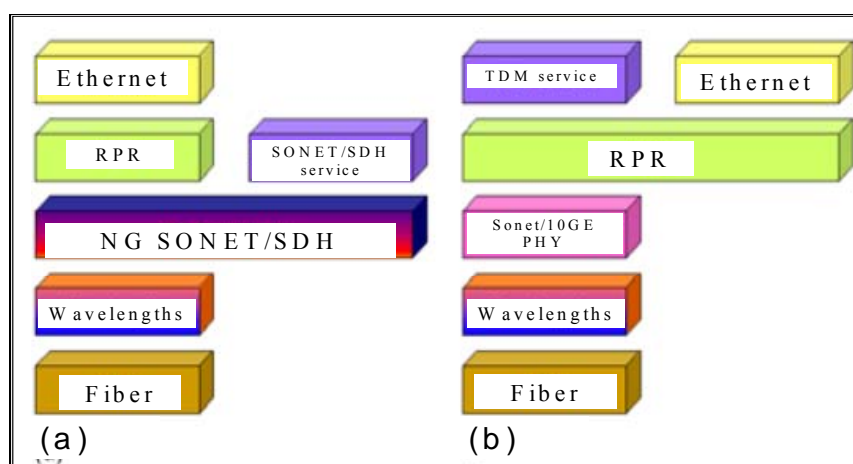 Ethernet
RPR
SONET/SDH
service
NG SONET/SDH
Wavelengths
Fiber
(a)
TDM service
Ethernet
RPR
Sonet/10GE
PHY
Wavelengths
Fiber
(b)